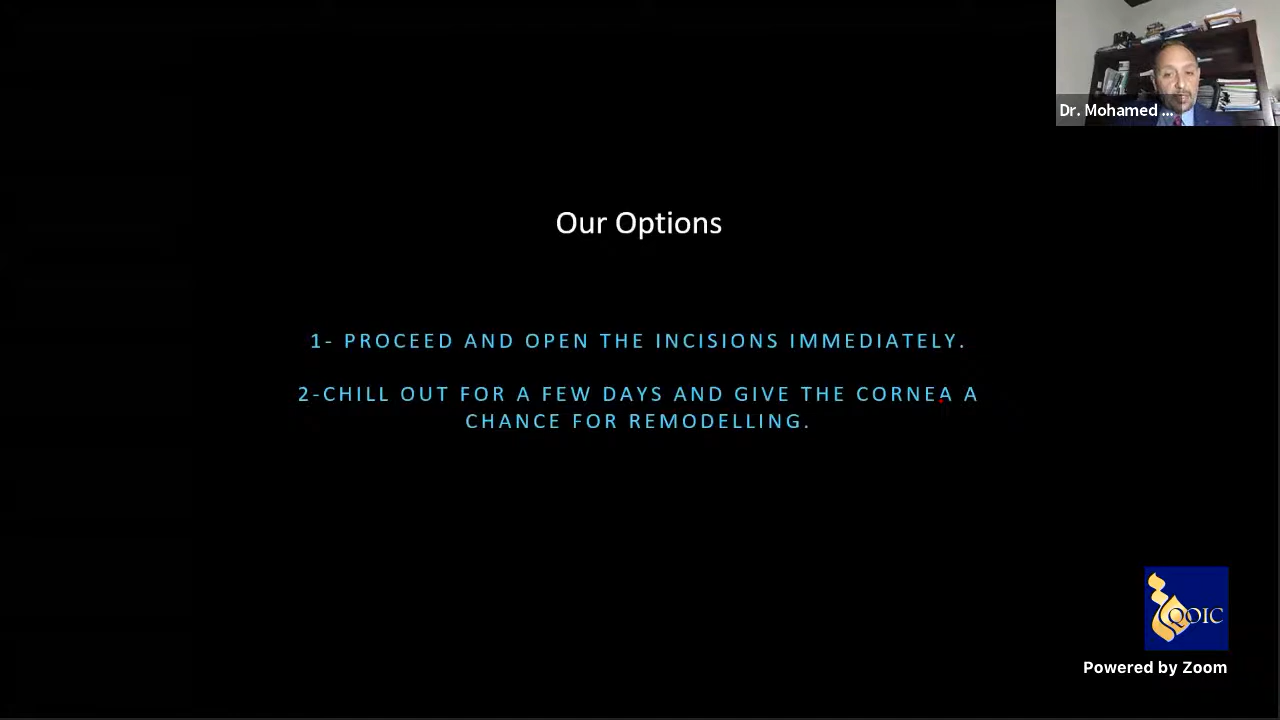 Dr. Mohamed ...
Our Options
1- PROCEED AND OPEN THE INCISIONS IMMEDIATELY.
2-CHILL OUT FOR A FEW DAYS AND GIVE THE CORNEA A
CHANCE FOR REMODELLING.
QOIC
Powered by Zoom